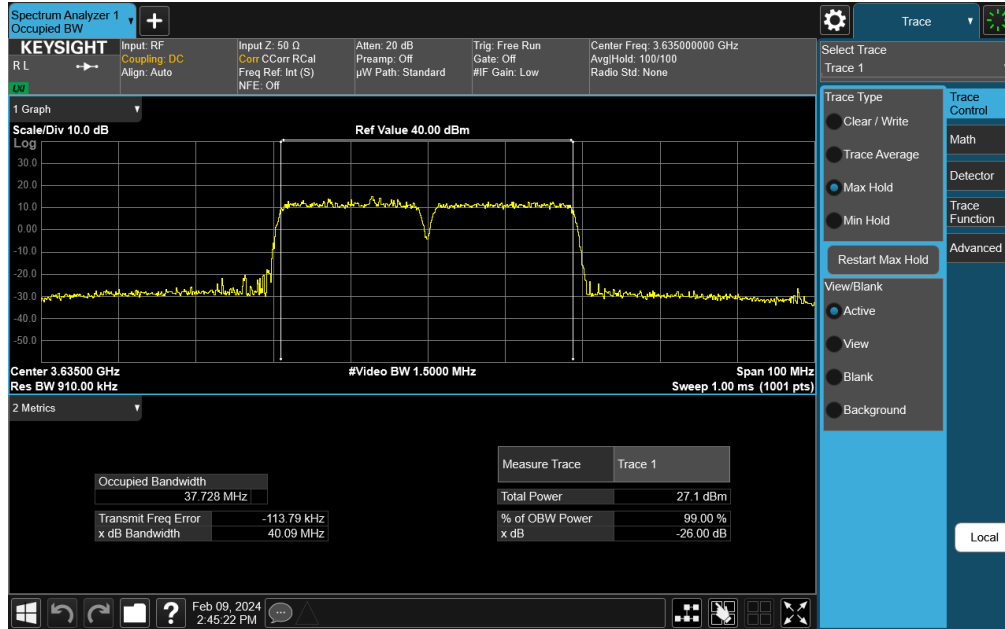 Spectrum Analyzer 1
Occupied BW
Trace
KEYSIGHT
R L
LXI
Input: RF
Coupling: DC
Align: Auto
Input Z: 50 Ω
Corr CCorr RCal
Freq Ref: Int (S)
NFE: Off
Atten: 20 dB
Preamp: Off
µW Path: Standard
Trig: Free Run
Gate: Off
#IF Gain: Low
Center Freq: 3.635000000 GHz
Avg|Hold: 100/100
Radio Std: None
Select Trace
Trace 1
1 Graph
Scale/Div 10.0 dB
Ref Value 40.00 dBm
Log
30.0
20.0
10.0
0.00
-10.0
-20.0
-30.0
-40.0
-50.0
Center 3.63500 GHz
#Video BW 1.5000 MHz
Span 100 MHz
Res BW 910.00 kHz
Sweep 1.00 ms (1001 pts)
Trace Type
Clear / Write
Trace Average
Max Hold
Min Hold
Restart Max Hold
View/Blank
Active
View
Blank
Background
Trace
Control
Math
Detector
Trace
Function
Advanced
Local
2 Metrics
Occupied Bandwidth
37.728 MHz
Transmit Freq Error -113.79 kHz
x dB Bandwidth 40.09 MHz
Measure Trace Trace 1
Total Power 27.1 dBm
% of OBW Power 99.00 %
x dB -26.00 dB
Feb 09, 2024
2:45:22 PM